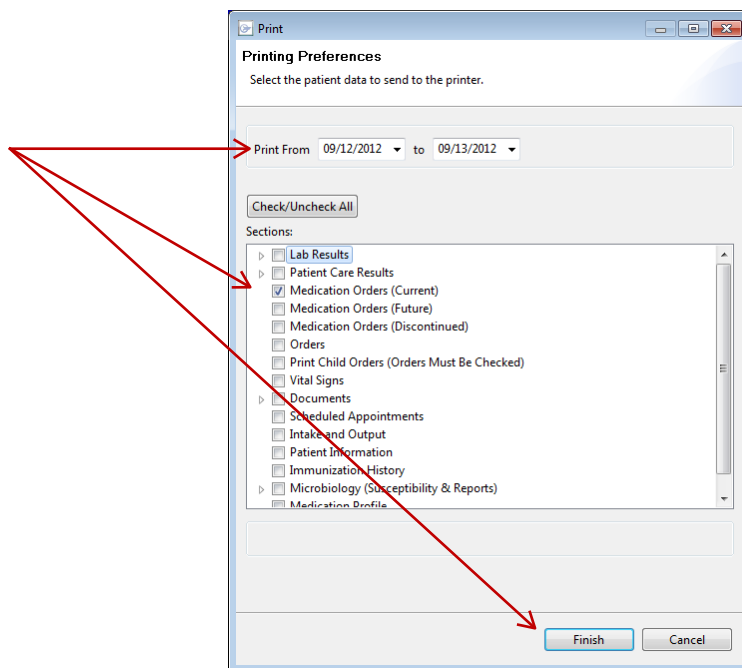 Print
Printing Preferences
Select the patient data to send to the printer.
Print From 09/12/2012 to 09/13/2012
Check/Uncheck All
Sections:
Lab Results
Patient Care Results
Medication Orders (Current)
Medication Orders (Future)
Medication Orders (Discontinued)
Orders
Print Child Orders (Orders Must Be Checked)
Vital Signs
Documents
Scheduled Appointments
Intake and Output
Patient Information
Immunization History
Microbiology (Susceptibility & Reports)
Medication Profile
Finish Cancel